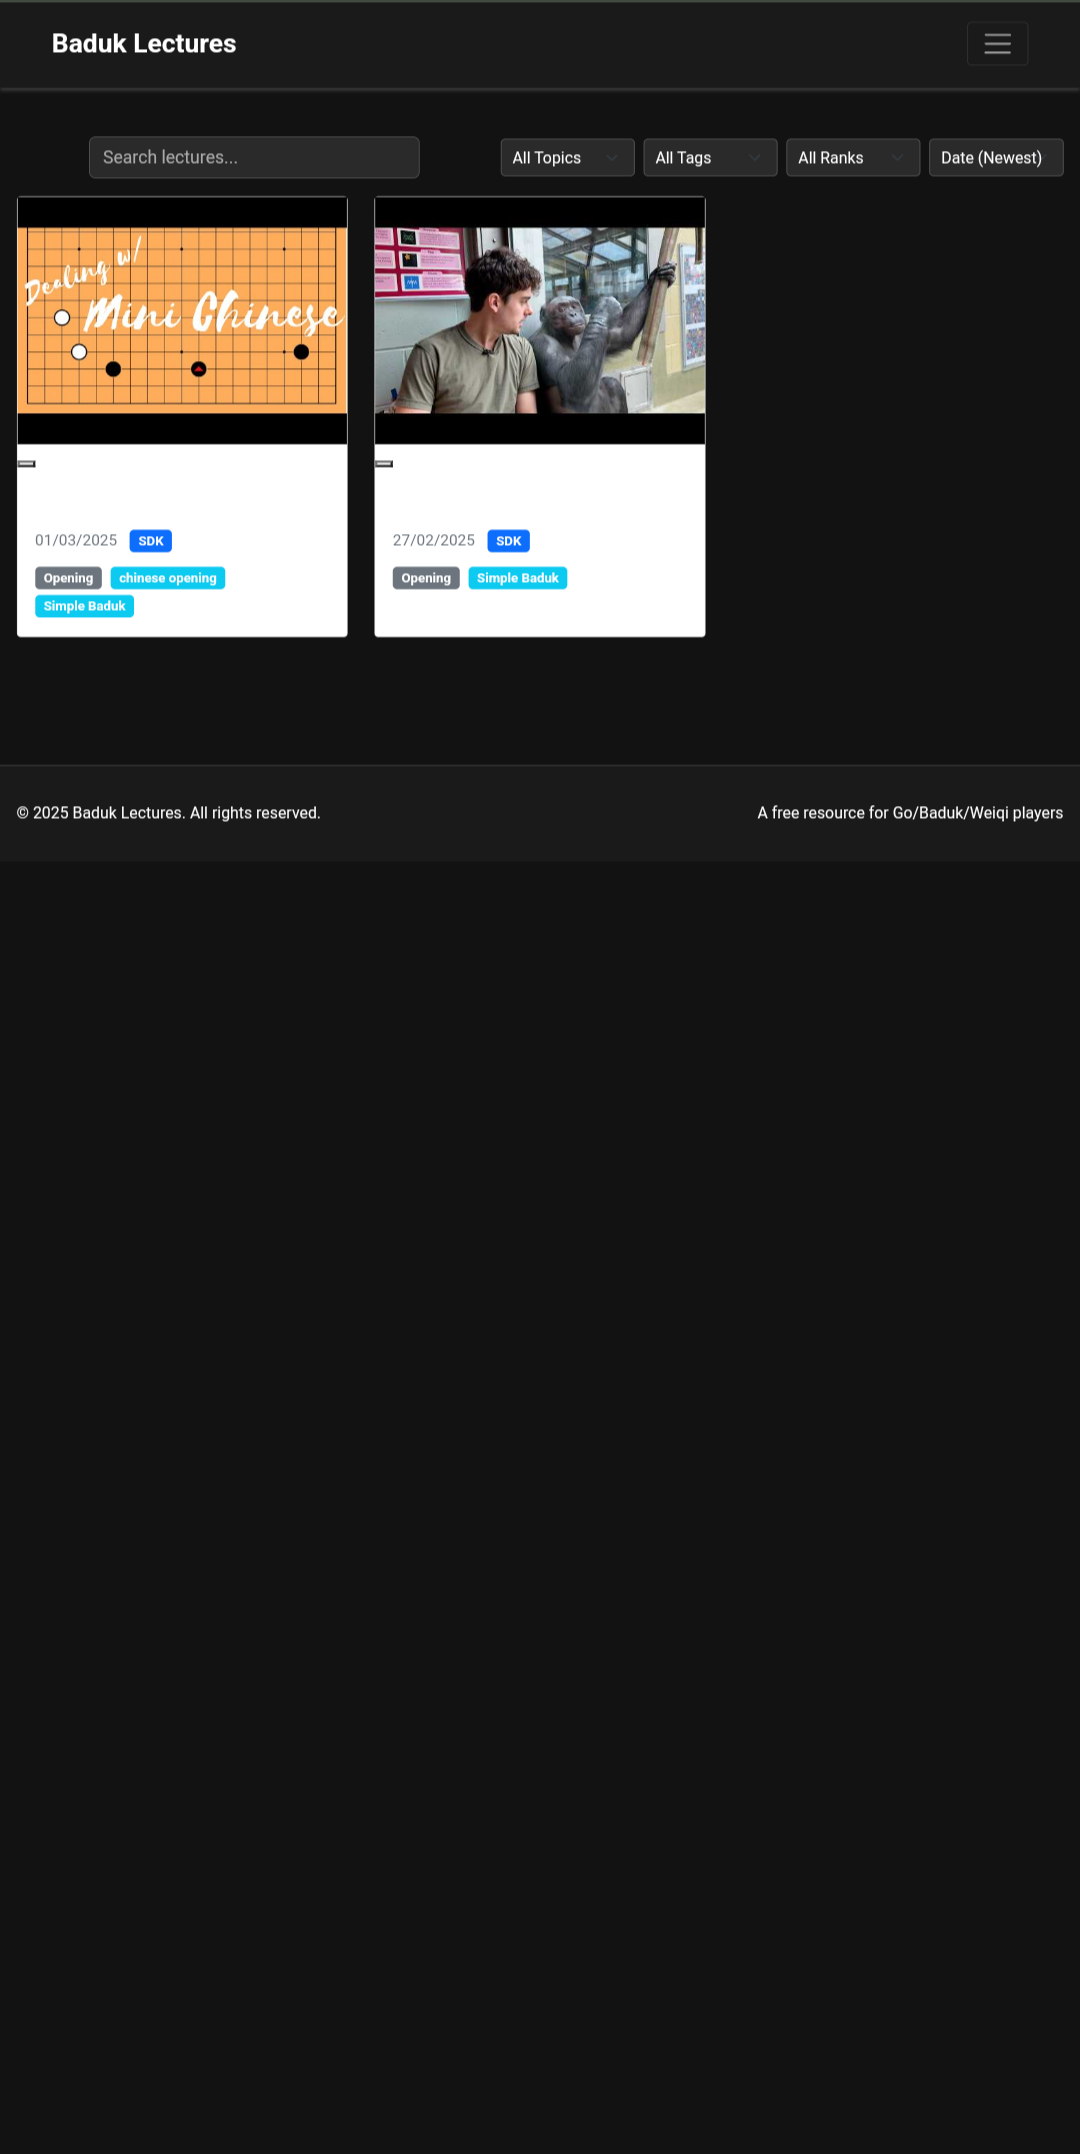 Baduk Lectures
Search lectures...
All Topics All Tags All Ranks Date (Newest)
Dealing w/
Mini Chinese
01/03/2025 SDK
Opening chinese opening
Simple Baduk
27/02/2025 SDK
Opening Simple Baduk
© 2025 Baduk Lectures. All rights reserved.
A free resource for Go/Baduk/Weiqi players